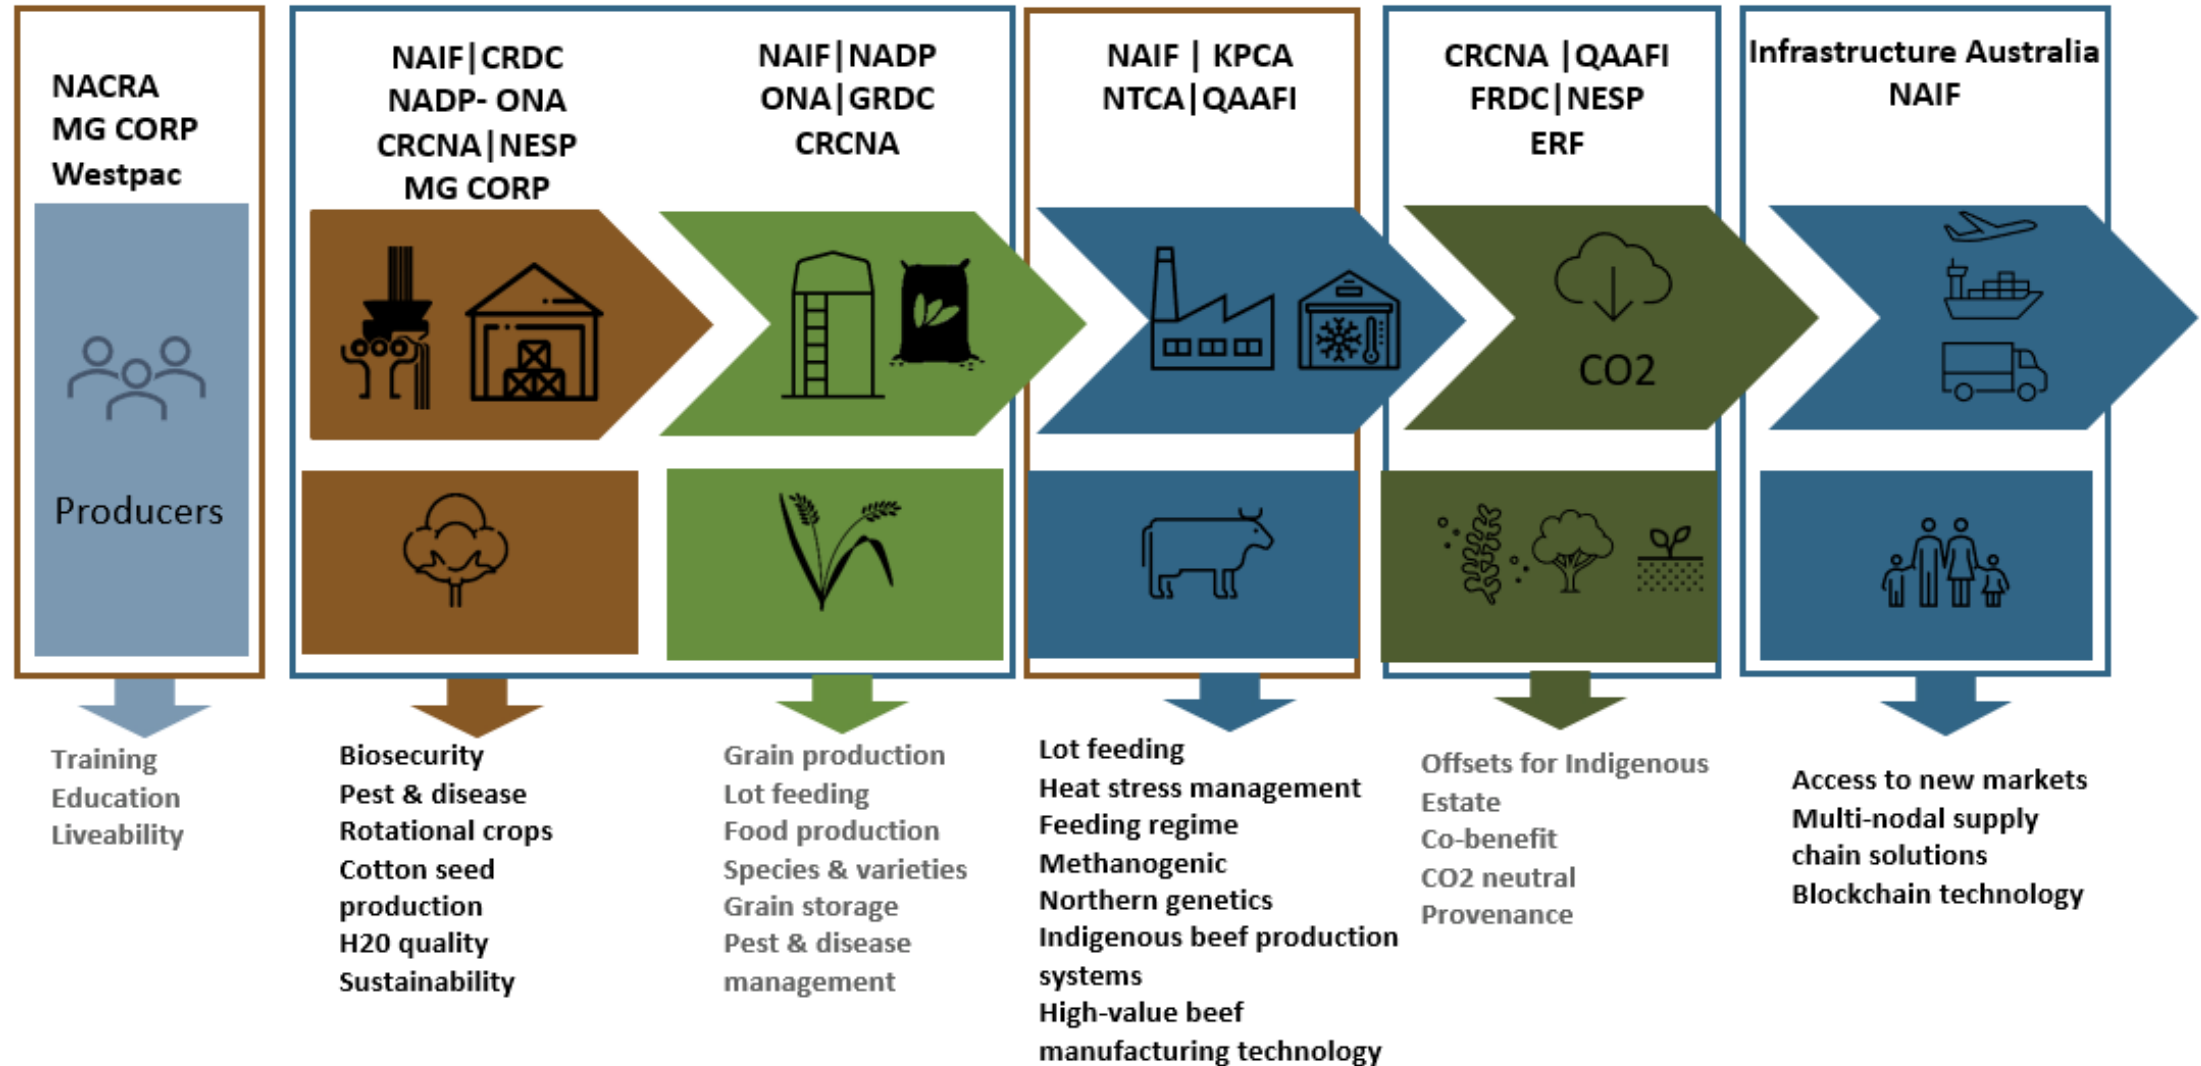 NACRA
MG CORP
Westpac
Producers
Training
Education
Liveability
NAIF|CRDC
NADP- ONA
CRCNA|NESP
MG CORP
Biosecurity
Pest & disease
Rotational crops
Cotton seed
production
H20 quality
Sustainability
NAIF|NADP
ONA|GRDC
CRCNA
Grain production
Lot feeding
Food production
Species & varieties
Grain storage
Pest & disease
management
NAIF | KPCA
NTCA|QAAFI
Lot feeding
Heat stress management
Feeding regime
Methanogenic
Northern genetics
Indigenous beef production
systems
High-value beef
manufacturing technology
CRCNA |QAAFI
FRDC|NESP
ERF
CO2
Offsets for Indigenous
Estate
Co-benefit
CO2 neutral
Provenance
Infrastructure Australia
NAIF
Access to new markets
Multi-nodal supply
chain solutions
Blockchain technology